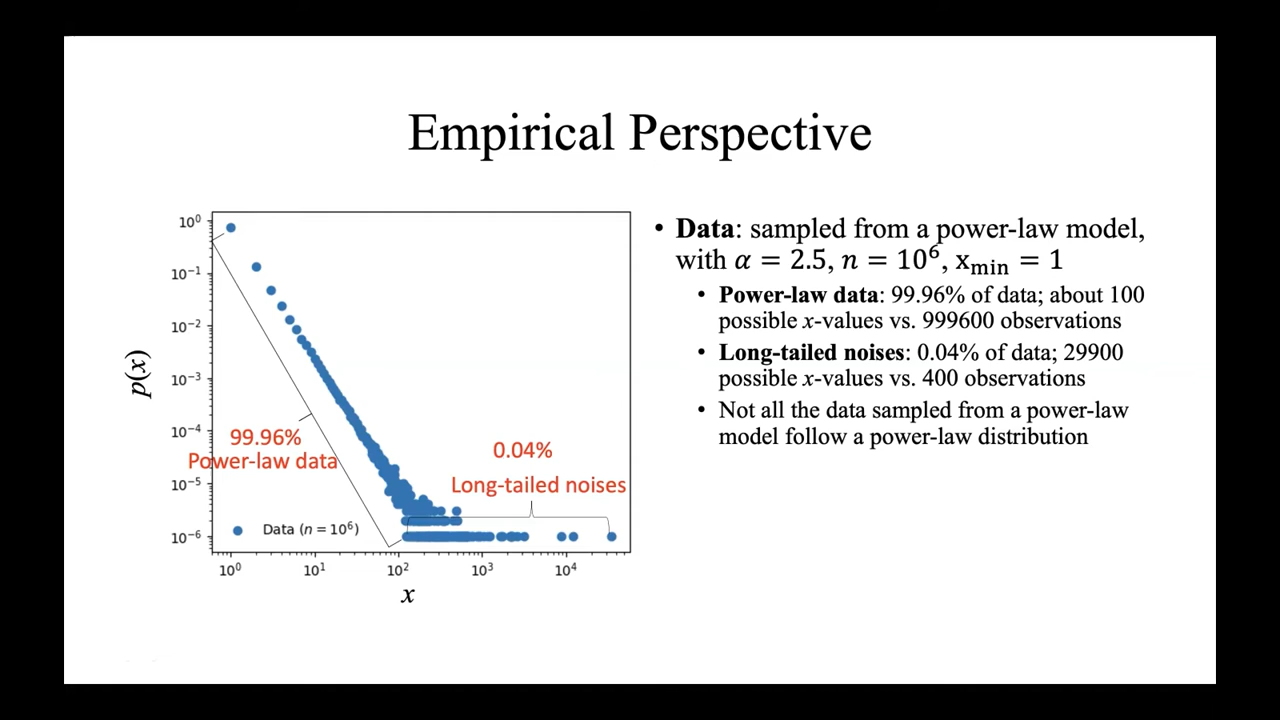 Empirical Perspective
10⁰
10⁻¹
10⁻²
10⁻³
10⁻⁴
10⁻⁵
10⁻⁶
p(x)
99.96%
Power-law data
0.04%
Long-tailed noises
Data (n = 10⁶)
10⁰ 10¹ 10² 10³ 10⁴
x
• Data: sampled from a power-law model,
with α = 2.5, n = 10⁶, xₘᵢₙ = 1
• Power-law data: 99.96% of data; about 100
possible x-values vs. 999600 observations
• Long-tailed noises: 0.04% of data; 29900
possible x-values vs. 400 observations
• Not all the data sampled from a power-law
model follow a power-law distribution